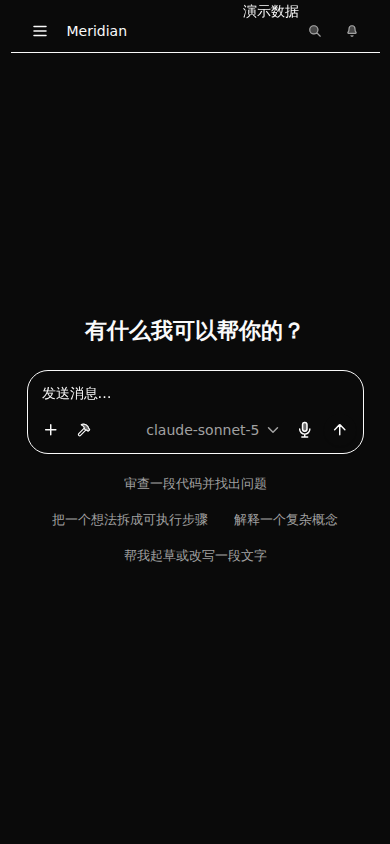 演示数据
Meridian
有什么我可以帮你的？
发送消息...
claude-sonnet-5
审查一段代码并找出问题
把一个想法拆成可执行步骤 解释一个复杂概念
帮我起草或改写一段文字